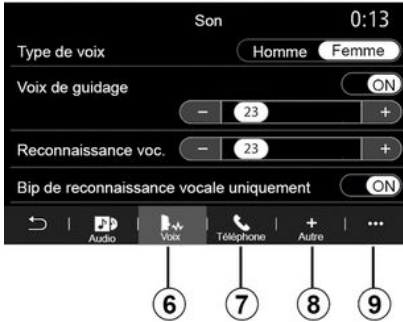 Son 0:13
Type de voix Homme Femme
Voix de guidage ON
- 23 +
Reconnaissance voc. - 23 +
Bip de reconnaissance vocale uniquement ON
Audio Voix Téléphone Autre
6 7 8 9